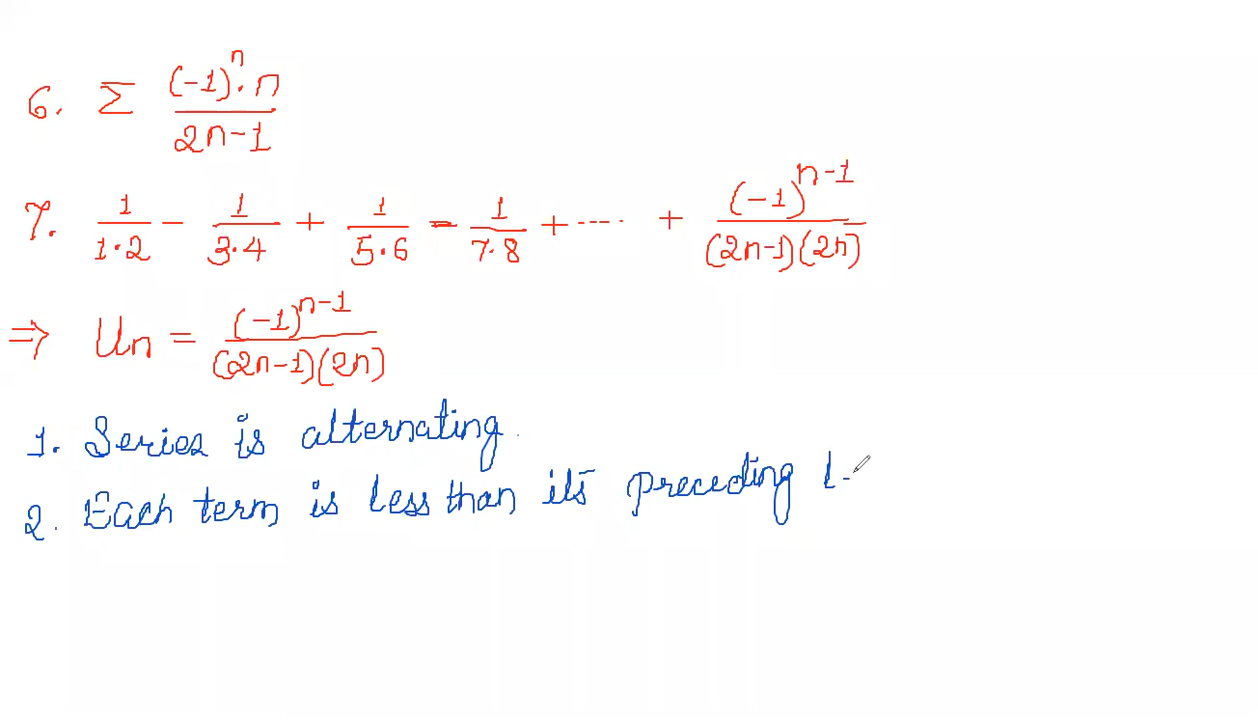 6. Σ (-1)^n · n / 2n-1
7. 1/1·2 - 1/3·4 + 1/5·6 - 1/7·8 + ---- + (-1)^(n-1) / (2n-1)(2n)
⇒ Un = (-1)^(n-1) / (2n-1)(2n)
1. Series is alternating.
2. Each term is less than its preceding